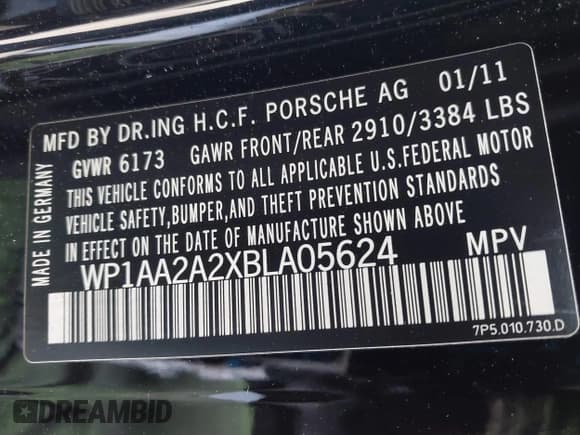 MFD BY DR.ING H.C.F. PORSCHE AG 01/11
GVWR 6173 GAWR FRONT/REAR 2910/3384 LBS
THIS VEHICLE CONFORMS TO ALL APPLICABLE U.S.FEDERAL MOTOR
VEHICLE SAFETY,BUMPER,AND THEFT PREVENTION STANDARDS
IN EFFECT ON THE DATE OF MANUFACTURE SHOWN ABOVE
WP1AA2A2XBLA05624 MPV
MADE IN GERMANY
7P5.010.730.D
DREAMBID